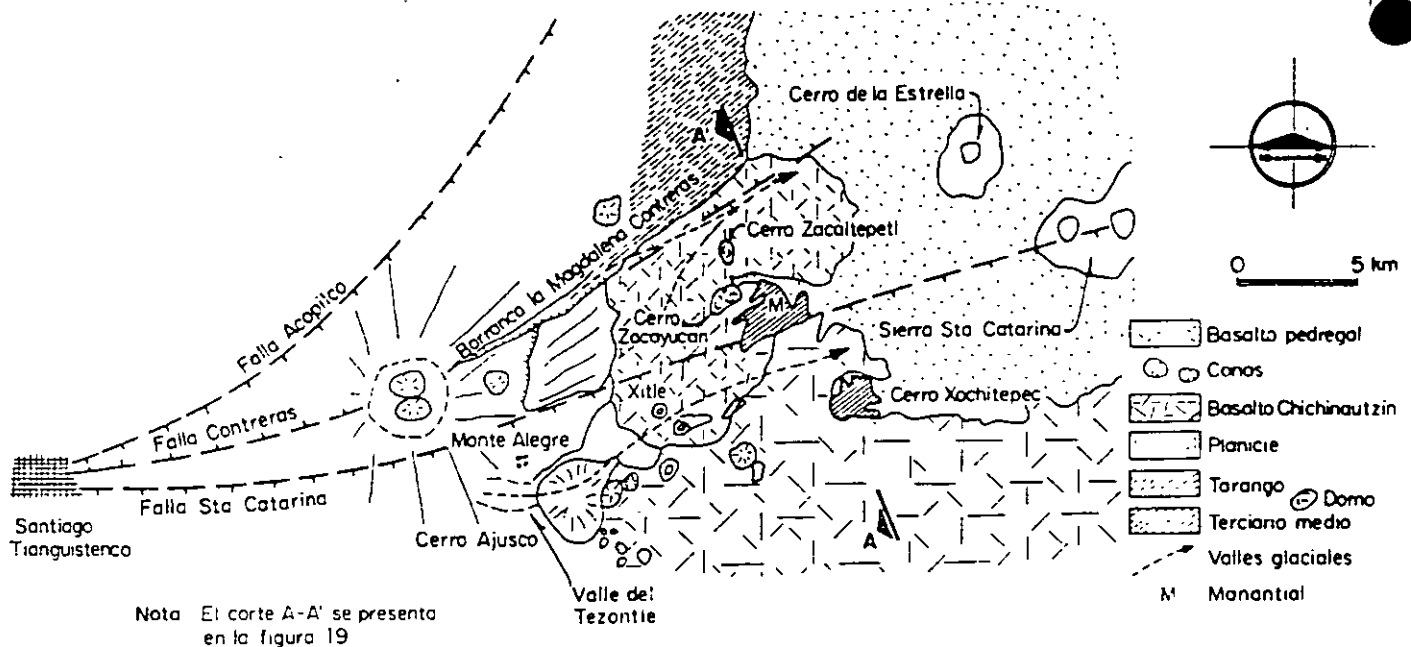 Cerro de la Estrella
A
Falla Acopilco
Barranca la Magdalena Contreras
Cerro Zacaltepetl
0 5 km
M
Cerro
Zacayucan
Sierra Sta Catarina
Basalto pedregal
Conos
Xitle
Cerro Xochitepec
Basalto Chichinautzin
Falla Contreras
Monte Alegre
Planicie
Falla Sta Catarina
Tarango
Domo
Santiago
Tianguistenco
Cerro Ajusco
A
Terciario medio
Valles glaciales
Valle del
Tezontle
M Manantial
Nota El corte A-A' se presenta
en la figura 19